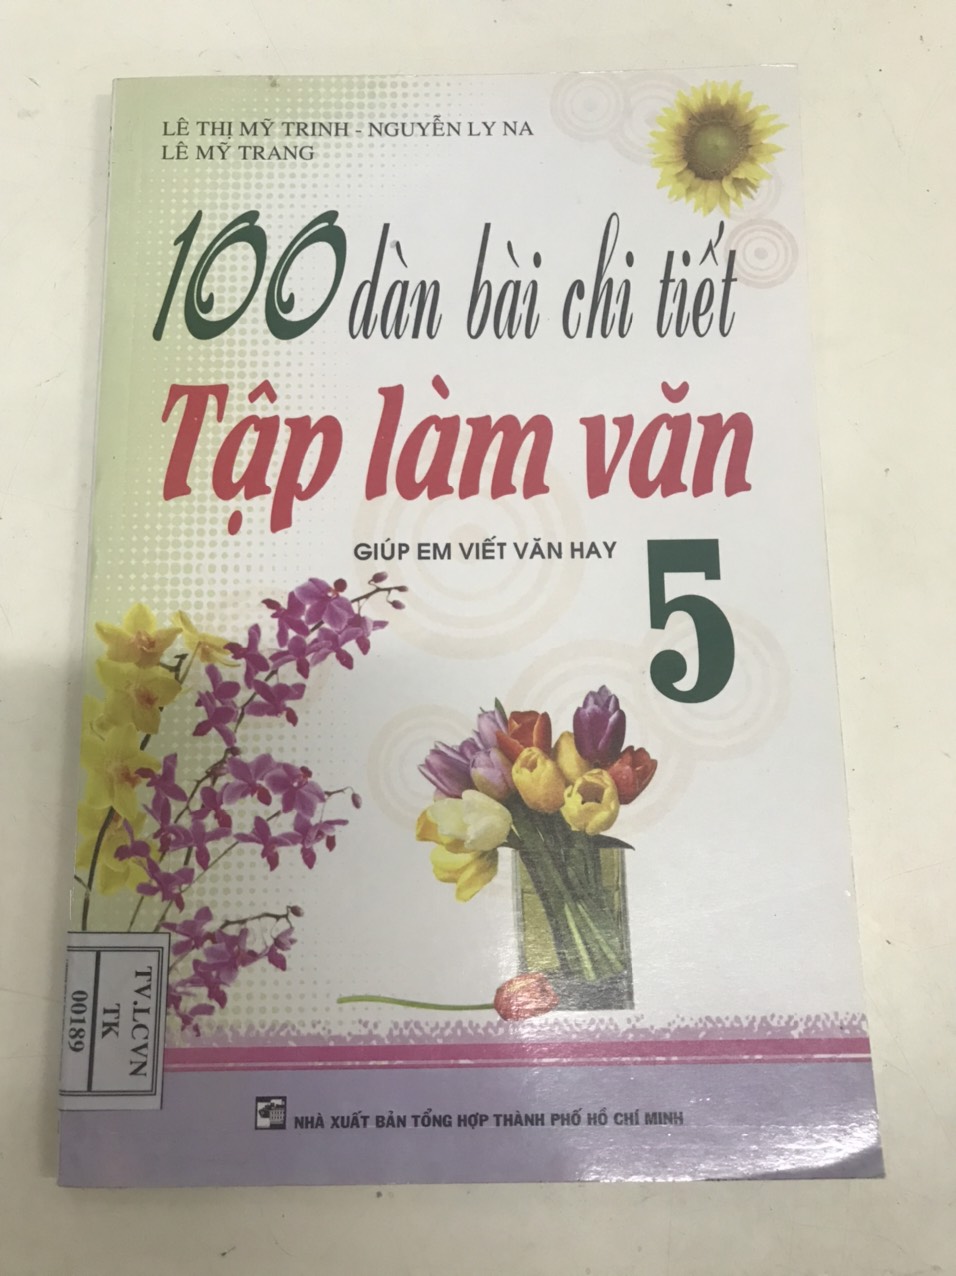 LÊ THỊ MỸ TRINH - NGUYỄN LY NA
LÊ MỸ TRANG
100 dàn bài chi tiết
Tập làm văn
GIÚP EM VIẾT VĂN HAY
5
TV.LCVN
TK
00189
NHÀ XUẤT BẢN TỔNG HỢP THÀNH PHỐ HỒ CHÍ MINH